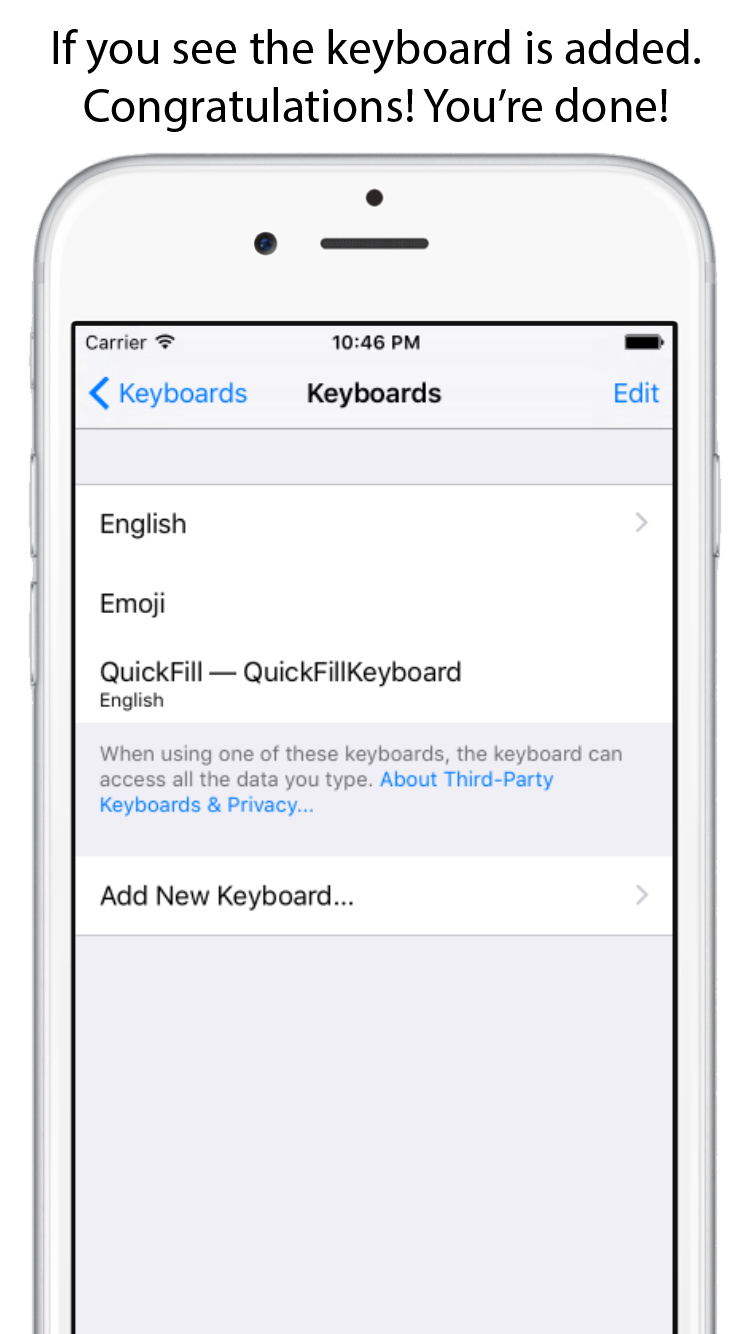 If you see the keyboard is added.
Congratulations! You’re done!
Carrier 10:46 PM
Keyboards Keyboards Edit
English
Emoji
QuickFill — QuickFillKeyboard
English
When using one of these keyboards, the keyboard can
access all the data you type. About Third-Party
Keyboards & Privacy...
Add New Keyboard...